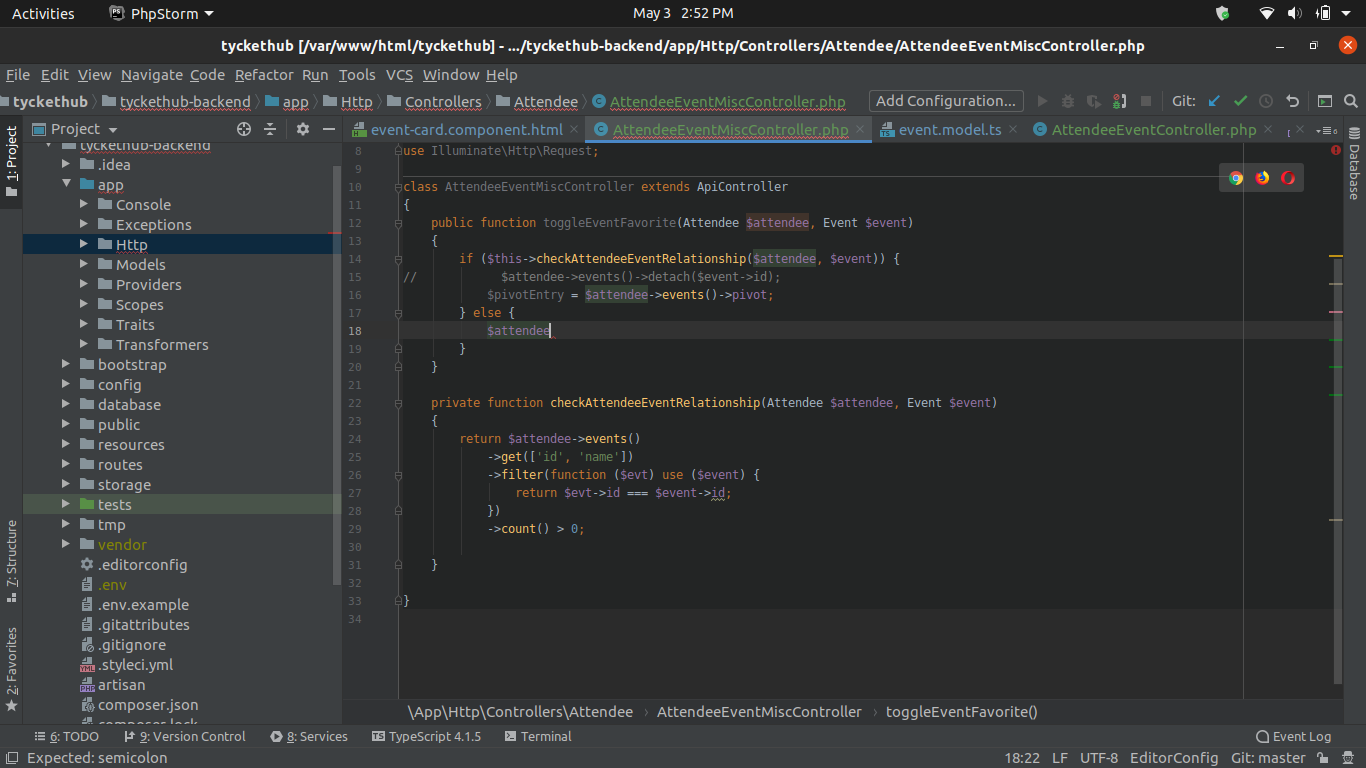 Activities PhpStorm May 3 2:52 PM
tyckethub [/var/www/html/tyckethub] - .../tyckethub-backend/app/Http/Controllers/Attendee/AttendeeEventMiscController.php
File Edit View Navigate Code Refactor Run Tools VCS Window Help
tyckethub tyckethub-backend app Http Controllers Attendee AttendeeEventMiscController.php Add Configuration... Git:
1: Project
Project
event-card.component.html AttendeeEventMiscController.php event.model.ts AttendeeEventController.php
Database
tyckethub-backend
.idea
app
Console
Exceptions
Http
Models
Providers
Scopes
Traits
Transformers
bootstrap
config
database
public
resources
routes
storage
tests
tmp
vendor
.editorconfig
.env
.env.example
.gitattributes
.gitignore
.styleci.yml
artisan
composer.json
composer.lock
7: Structure
2: Favorites
8 use Illuminate\Http\Request;
9
10 class AttendeeEventMiscController extends ApiController
11 {
12 public function toggleEventFavorite(Attendee $attendee, Event $event)
13 {
14 if ($this->checkAttendeeEventRelationship($attendee, $event)) {
15 // $attendee->events()->detach($event->id);
16 $pivotEntry = $attendee->events()->pivot;
17 } else {
18 $attendee
19 }
20 }
21
22 private function checkAttendeeEventRelationship(Attendee $attendee, Event $event)
23 {
24 return $attendee->events()
25 ->get(['id', 'name'])
26 ->filter(function ($evt) use ($event) {
27 return $evt->id === $event->id;
28 })
29 ->count() > 0;
30
31 }
32
33 }
34
\App\Http\Controllers\Attendee › AttendeeEventMiscController › toggleEventFavorite()
6: TODO 9: Version Control 8: Services TypeScript 4.1.5 Terminal Event Log
Expected: semicolon 18:22 LF UTF-8 EditorConfig Git: master